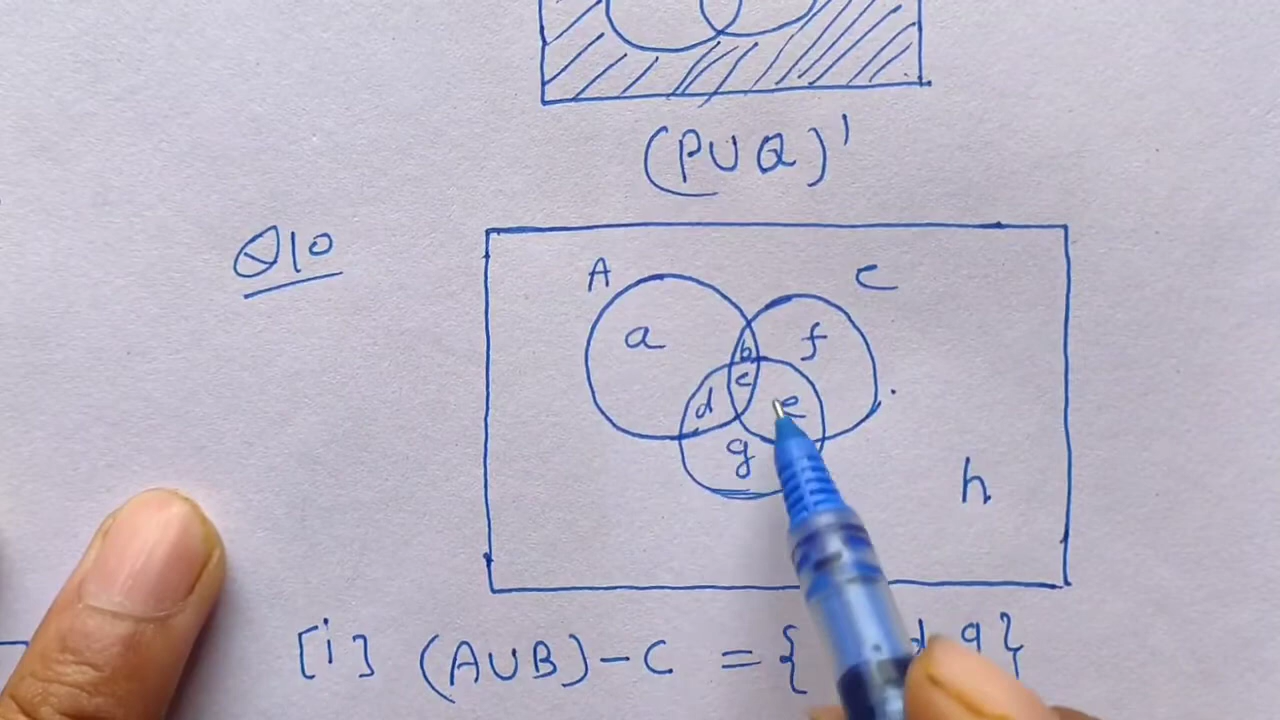 (PUQ)'
Q10
A C
a b f
c
d e
g
h
[i] (AUB)-C = { d, g}